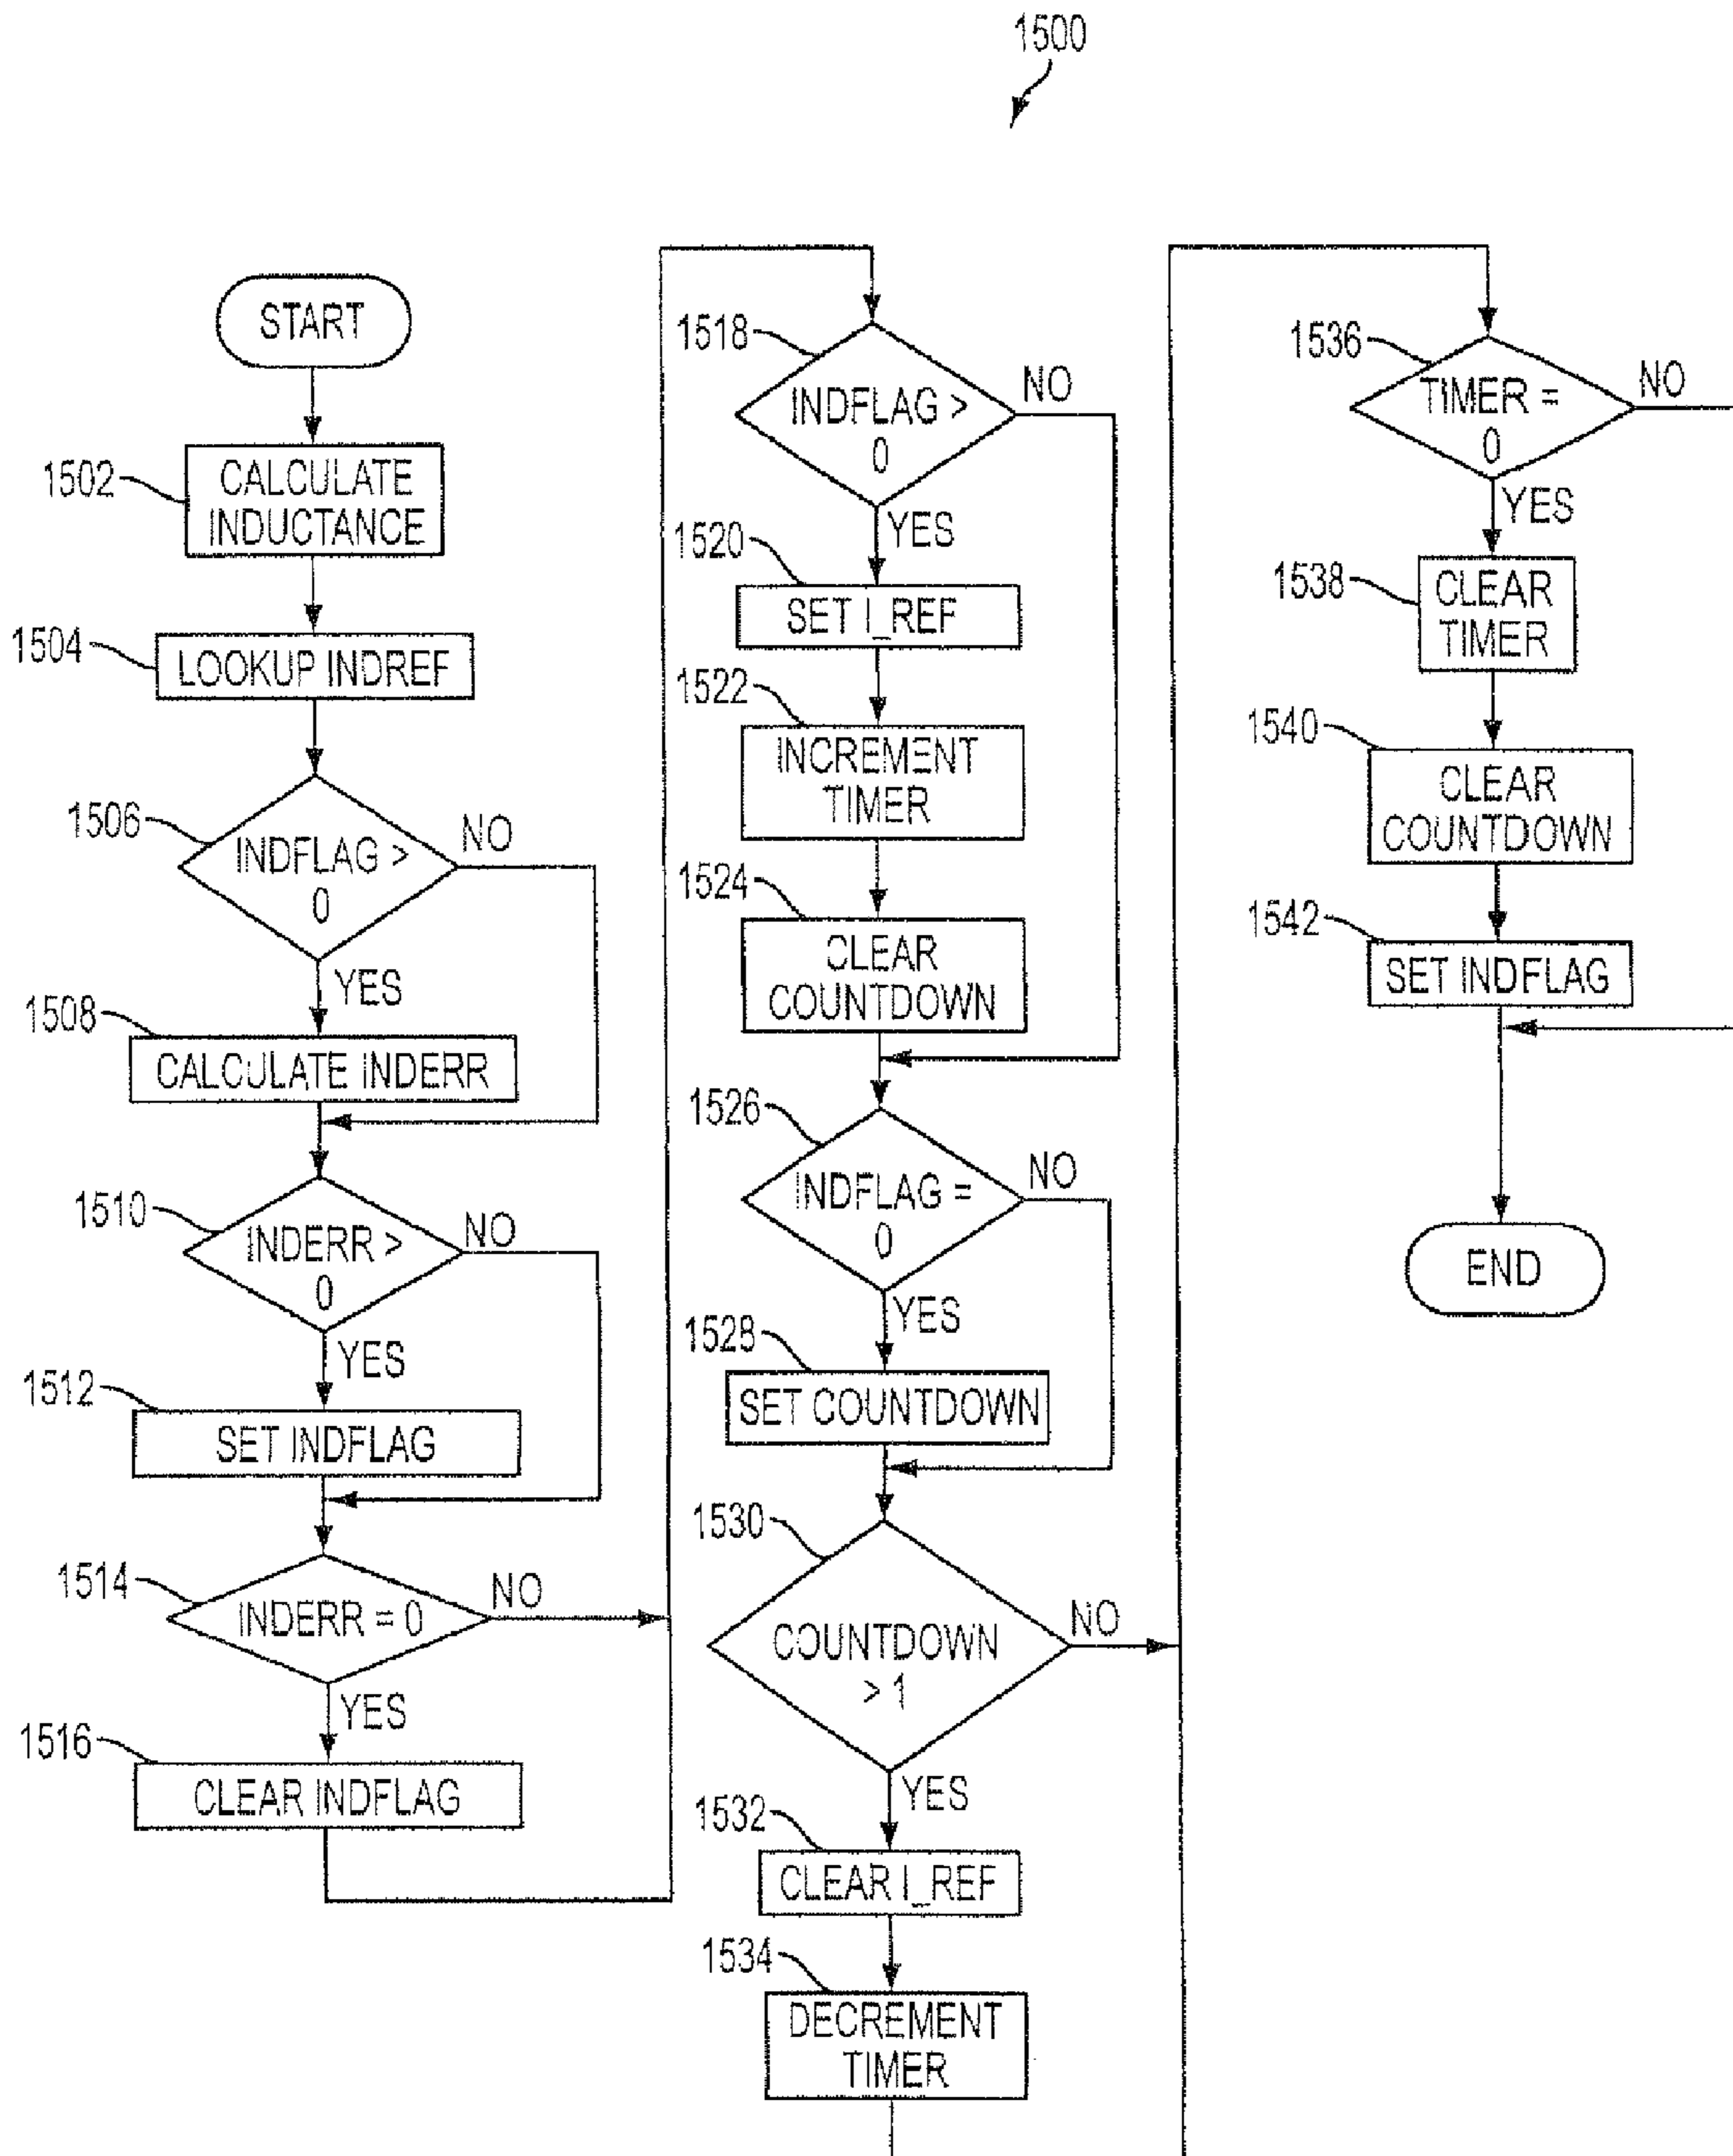 1500
START
1502
CALCULATE
INDUCTANCE
1504
LOOKUP INDREF
1506
INDFLAG >
0
NO
YES
1508
CALCULATE INDERR
1510
INDERR >
0
NO
YES
1512
SET INDFLAG
1514
INDERR = 0
NO
YES
1516
CLEAR INDFLAG
1518
INDFLAG >
0
NO
YES
1520
SET I_REF
1522
INCREMENT
TIMER
1524
CLEAR
COUNTDOWN
1526
INDFLAG =
0
NO
YES
1528
SET COUNTDOWN
1530
COUNTDOWN
> 1
NO
YES
1532
CLEAR I_REF
1534
DECREMENT
TIMER
1536
TIMER =
0
NO
YES
1538
CLEAR
TIMER
1540
CLEAR
COUNTDOWN
1542
SET INDFLAG
END